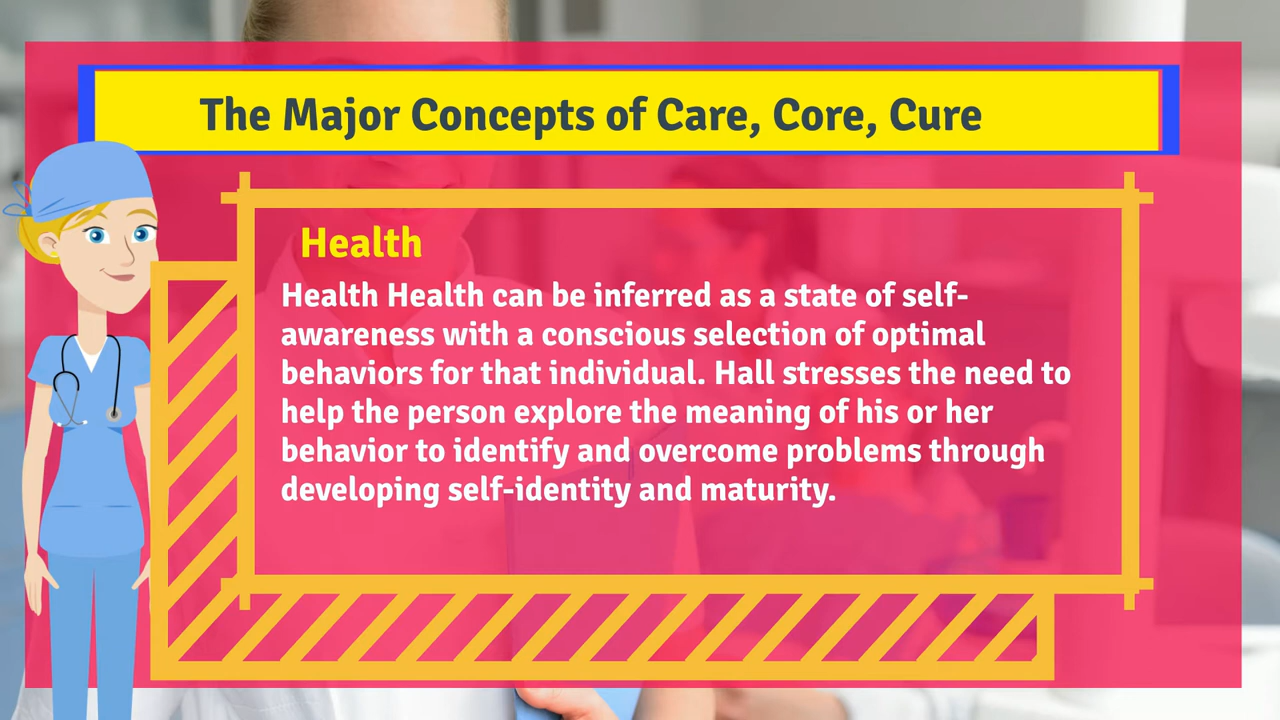 The Major Concepts of Care, Core, Cure
Health
Health Health can be inferred as a state of self-
awareness with a conscious selection of optimal
behaviors for that individual. Hall stresses the need to
help the person explore the meaning of his or her
behavior to identify and overcome problems through
developing self-identity and maturity.